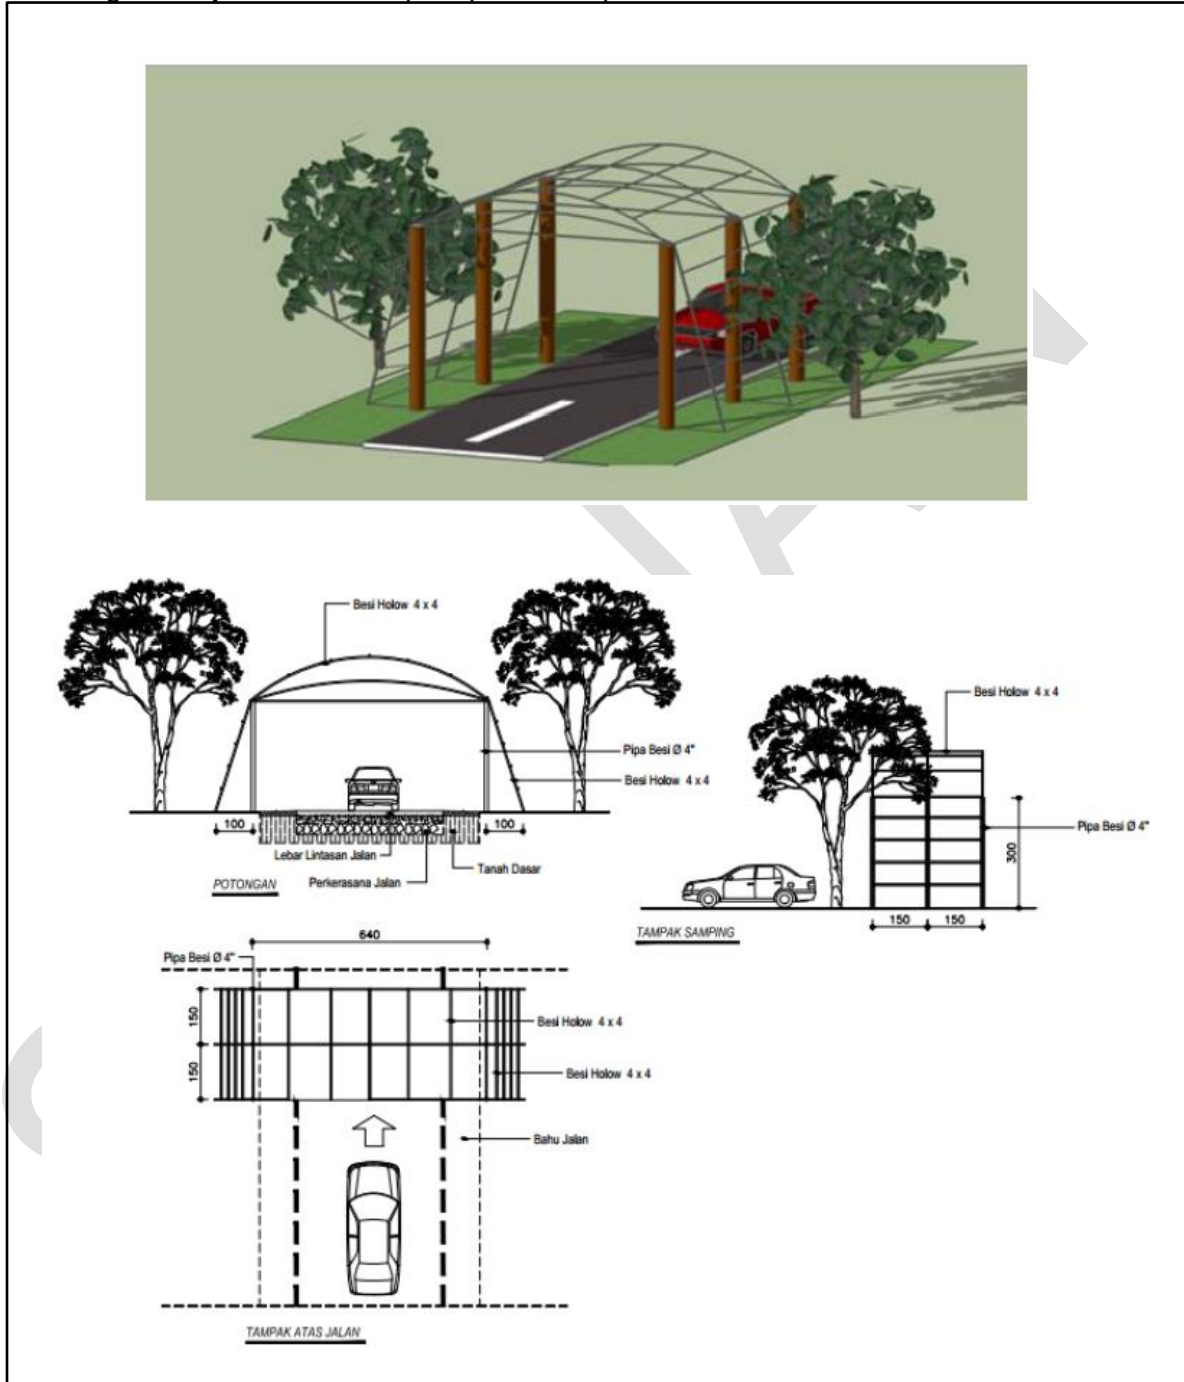 Besi Holow 4 x 4
Pipa Besi Ø 4"
Besi Holow 4 x 4
100
100
Lebar Lintasan Jalan
Tanah Dasar
Perkerasana Jalan
POTONGAN
Besi Holow 4 x 4
Pipa Besi Ø 4"
300
150
150
TAMPAK SAMPING
640
Pipa Besi Ø 4"
150
Besi Holow 4 x 4
150
Besi Holow 4 x 4
Bahu Jalan
TAMPAK ATAS JALAN